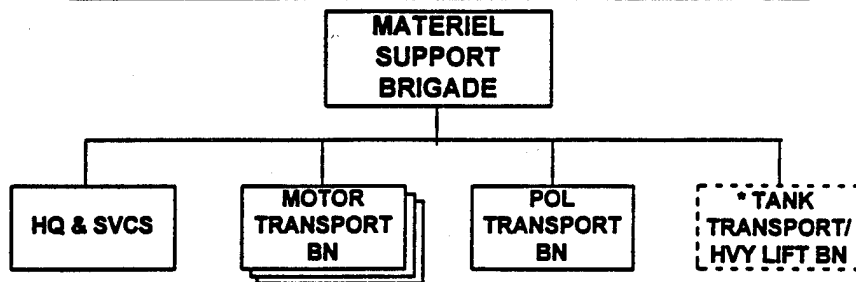 MATERIEL
SUPPORT
BRIGADE
HQ & SVCS
MOTOR
TRANSPORT
BN
POL
TRANSPORT
BN
* TANK
TRANSPORT/
HVY LIFT BN